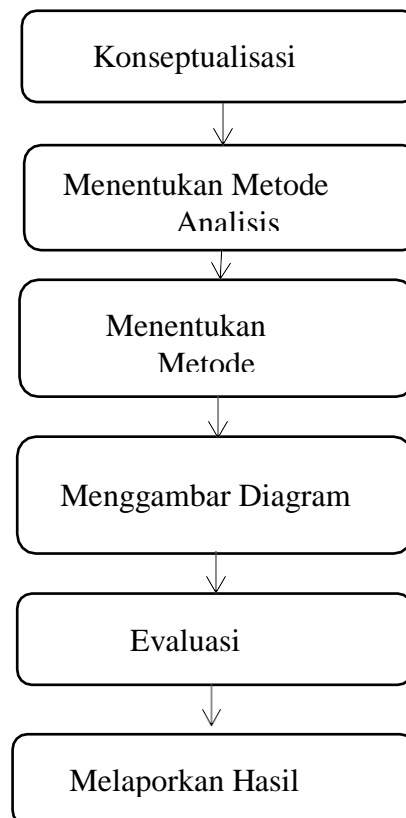 Konseptualisasi
Menentukan Metode
Analisis
Menentukan
Metode
Menggambar Diagram
Evaluasi
Melaporkan Hasil